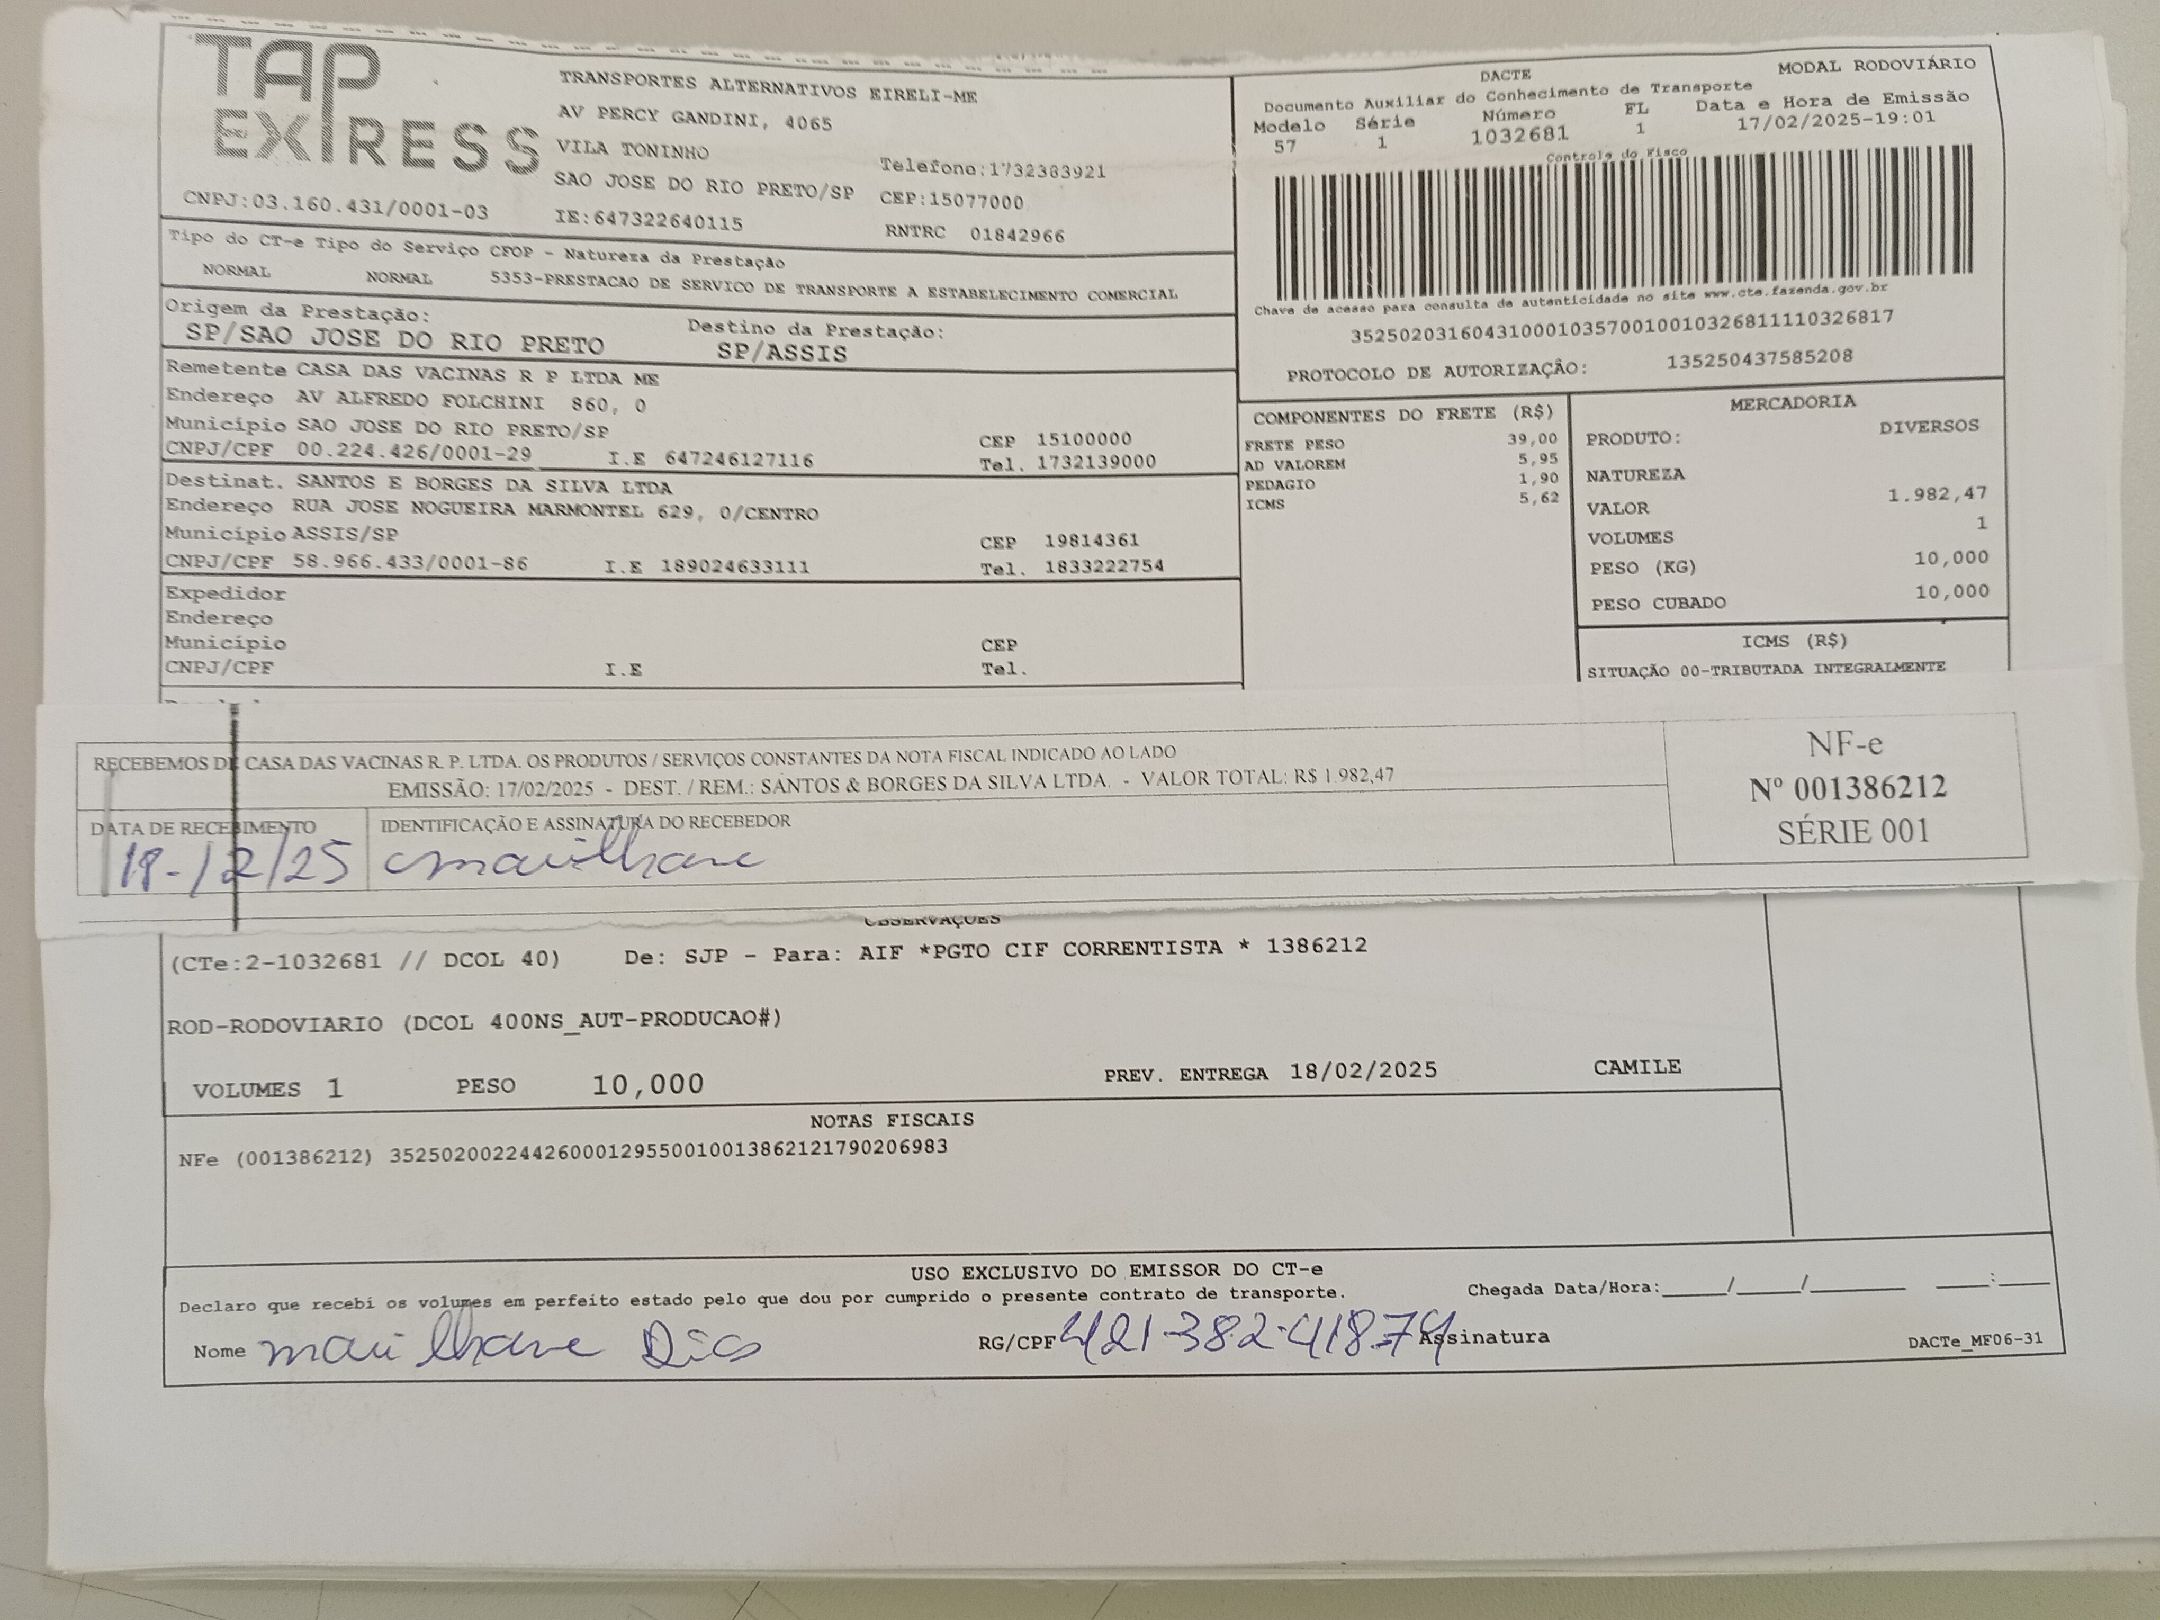 TAP
EXPRESS
TRANSPORTES ALTERNATIVOS EIRELI-ME
AV PERCY GANDINI, 4065
VILA TONINHO
Telefone:1732383921
SAO JOSE DO RIO PRETO/SP CEP:15077000
CNPJ:03.160.431/0001-03 IE:647322640115 RNTRC 01842966
DACTE MODAL RODOVIÁRIO
Documento Auxiliar do Conhecimento de Transporte
Modelo Série Número FL Data e Hora de Emissão
57 1 1032681 1 17/02/2025-19:01
Controle do Fisco
Chave de acesso para consulta de autenticidade no site www.cte.fazenda.gov.br
35250203160431000103570010010326811110326817
PROTOCOLO DE AUTORIZAÇÃO: 135250437585208
Tipo do CT-e Tipo do Serviço CFOP - Natureza da Prestação
NORMAL NORMAL 5353-PRESTACAO DE SERVICO DE TRANSPORTE A ESTABELECIMENTO COMERCIAL
Origem da Prestação: Destino da Prestação:
SP/SAO JOSE DO RIO PRETO SP/ASSIS
Remetente CASA DAS VACINAS R P LTDA ME
Endereço AV ALFREDO FOLCHINI 860, 0
Município SAO JOSE DO RIO PRETO/SP CEP 15100000
CNPJ/CPF 00.224.426/0001-29 I.E 647246127116 Tel. 1732139000
Destinat. SANTOS E BORGES DA SILVA LTDA
Endereço RUA JOSE NOGUEIRA MARMONTEL 629, 0/CENTRO
Município ASSIS/SP CEP 19814361
CNPJ/CPF 58.966.433/0001-86 I.E 189024633111 Tel. 1833222754
Expedidor
Endereço
Município CEP
CNPJ/CPF I.E Tel.
COMPONENTES DO FRETE (R$)
FRETE PESO 39,00
AD VALOREM 5,95
PEDAGIO 1,90
ICMS 5,62
MERCADORIA
PRODUTO: DIVERSOS
NATUREZA
VALOR 1.982,47
VOLUMES 1
PESO (KG) 10,000
PESO CUBADO 10,000
ICMS (R$)
SITUAÇÃO 00-TRIBUTADA INTEGRALMENTE
RECEBEMOS DE CASA DAS VACINAS R. P. LTDA. OS PRODUTOS / SERVIÇOS CONSTANTES DA NOTA FISCAL INDICADO AO LADO
EMISSÃO: 17/02/2025 - DEST. / REM.: SANTOS & BORGES DA SILVA LTDA. - VALOR TOTAL: R$ 1.982,47
DATA DE RECEBIMENTO IDENTIFICAÇÃO E ASSINATURA DO RECEBEDOR
NF-e
Nº 001386212
SÉRIE 001
OBSERVAÇÕES
(CTe:2-1032681 // DCOL 40) De: SJP - Para: AIF *PGTO CIF CORRENTISTA * 1386212
ROD-RODOVIARIO (DCOL 400NS_AUT-PRODUCAO#)
VOLUMES 1 PESO 10,000 PREV. ENTREGA 18/02/2025 CAMILE
NOTAS FISCAIS
NFe (001386212) 35250200224426000129550010013862121790206983
USO EXCLUSIVO DO EMISSOR DO CT-e
Declaro que recebi os volumes em perfeito estado pelo que dou por cumprido o presente contrato de transporte. Chegada Data/Hora:_____/_____/_______ ____:____
Nome Dias RG/CPF 421.382.418.79 Assinatura DACTe_MF06-31